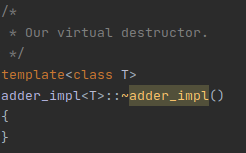 /*
* Our virtual destructor.
*/
template<class T>
adder_impl<T>::~adder_impl()
{
}